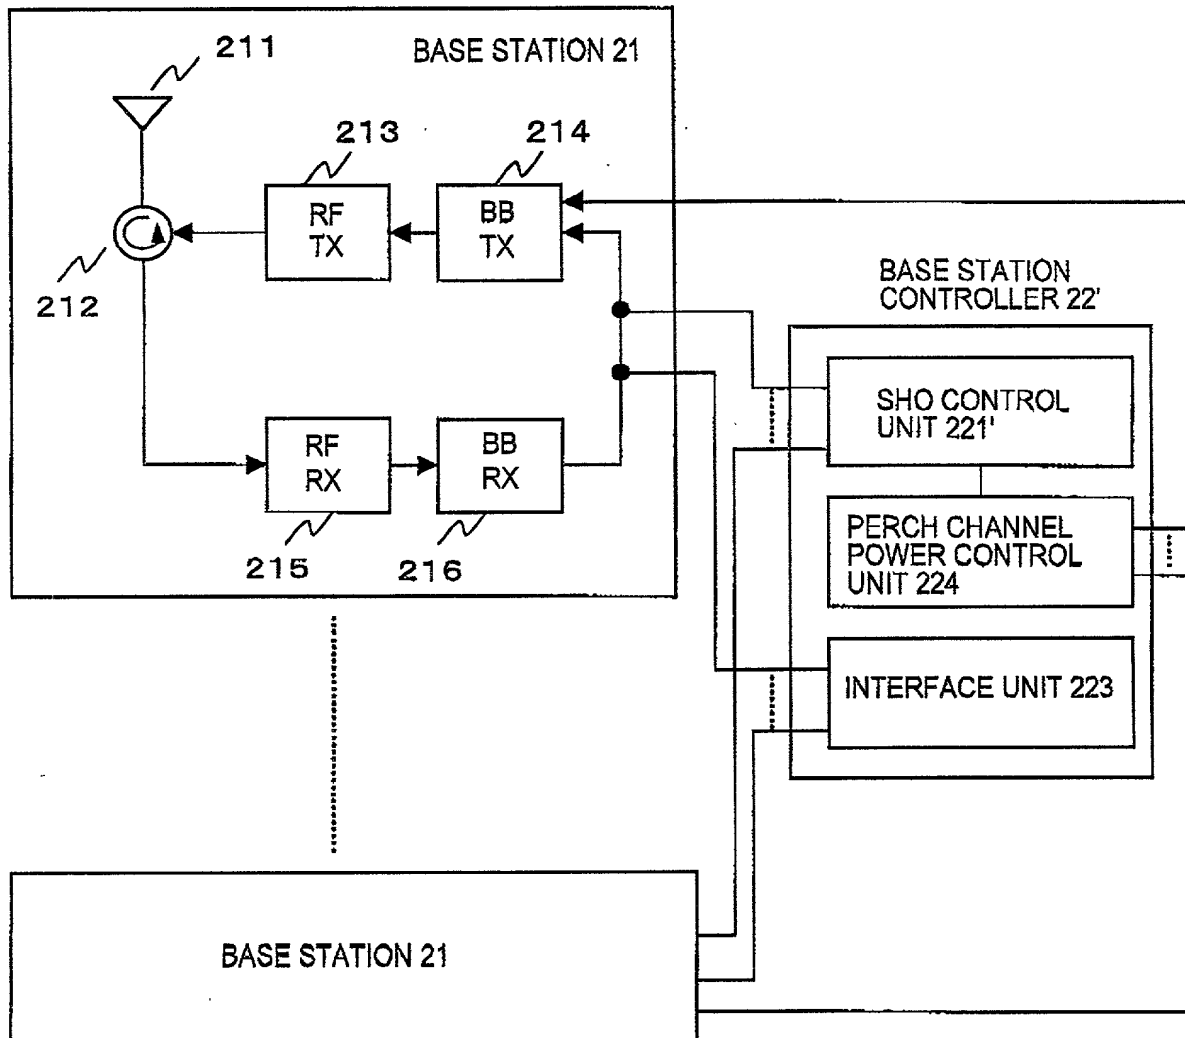 211
BASE STATION 21
213
214
RF
TX
BB
TX
212
BASE STATION
CONTROLLER 22'
SHO CONTROL
UNIT 221'
RF
RX
BB
RX
215
216
PERCH CHANNEL
POWER CONTROL
UNIT 224
INTERFACE UNIT 223
BASE STATION 21